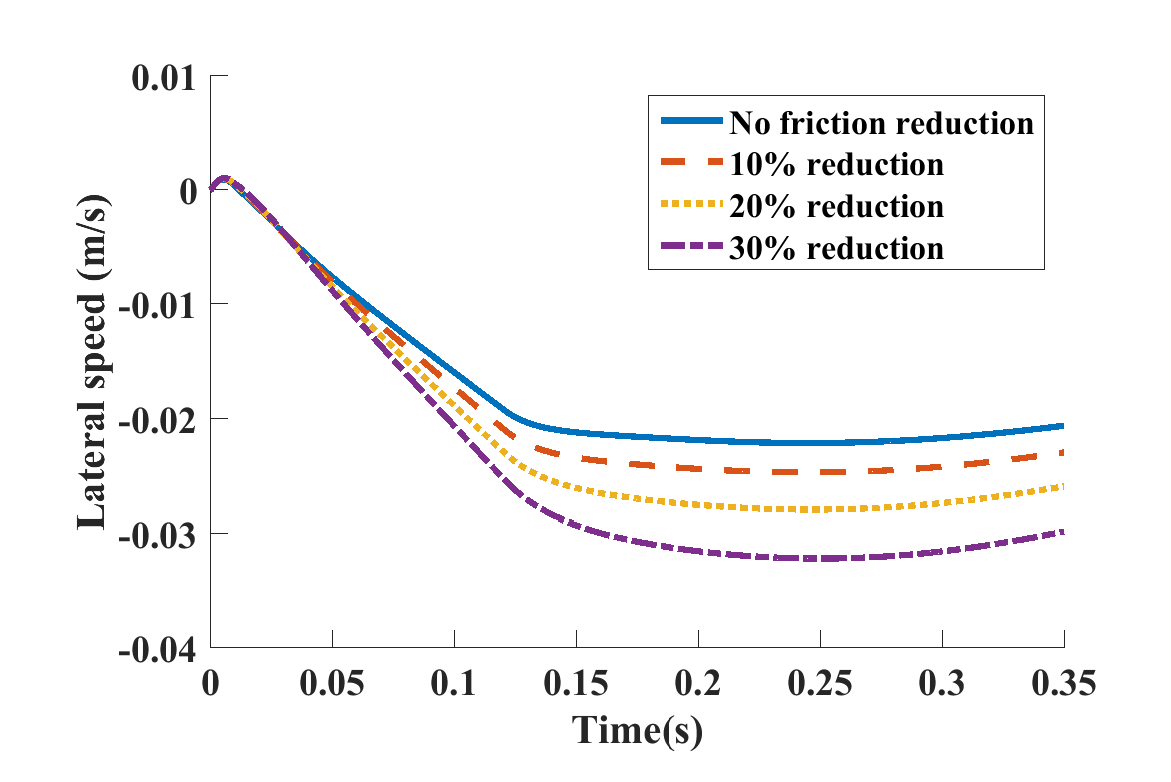 0.01
0
-0.01
-0.02
-0.03
-0.04
Lateral speed (m/s)
No friction reduction
10% reduction
20% reduction
30% reduction
0 0.05 0.1 0.15 0.2 0.25 0.3 0.35
Time(s)